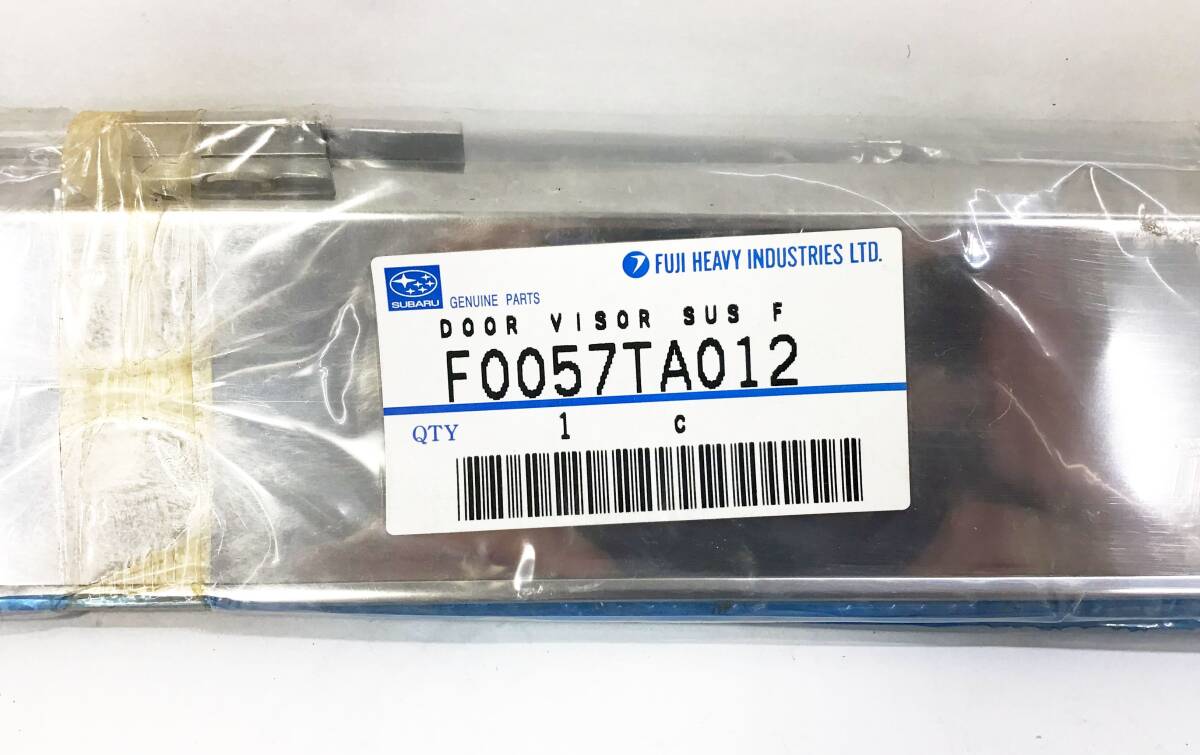 FUJI HEAVY INDUSTRIES LTD.
SUBARU
GENUINE PARTS
DOOR VISOR SUS F
F0057TA012
QTY 1 C